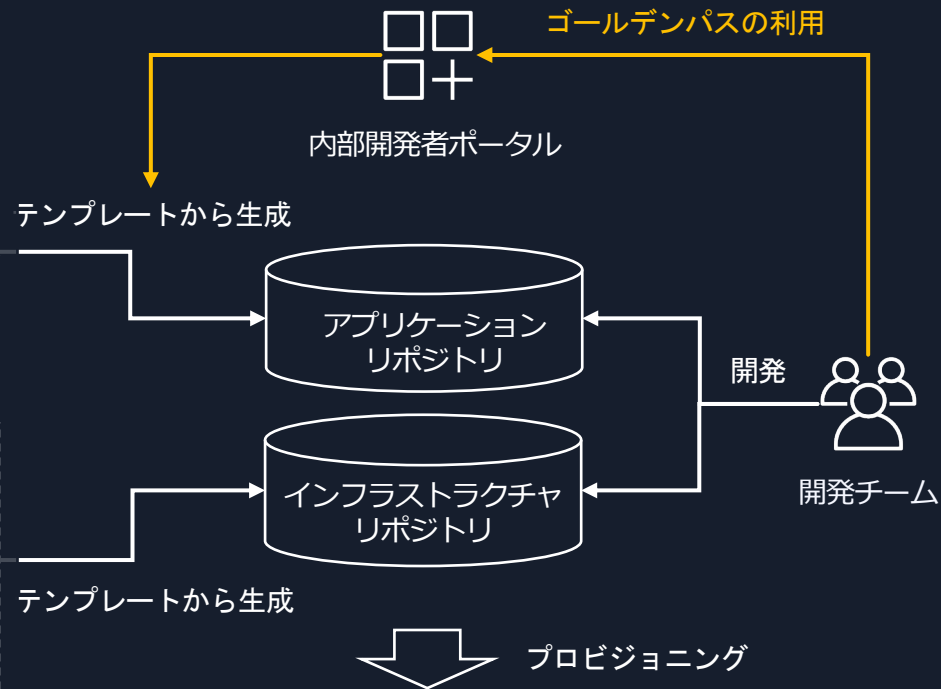 ゴールデンパスの利用
内部開発者ポータル
テンプレートから生成
アプリケーション
リポジトリ
開発
開発チーム
インフラストラクチャ
リポジトリ
テンプレートから生成
プロビジョニング